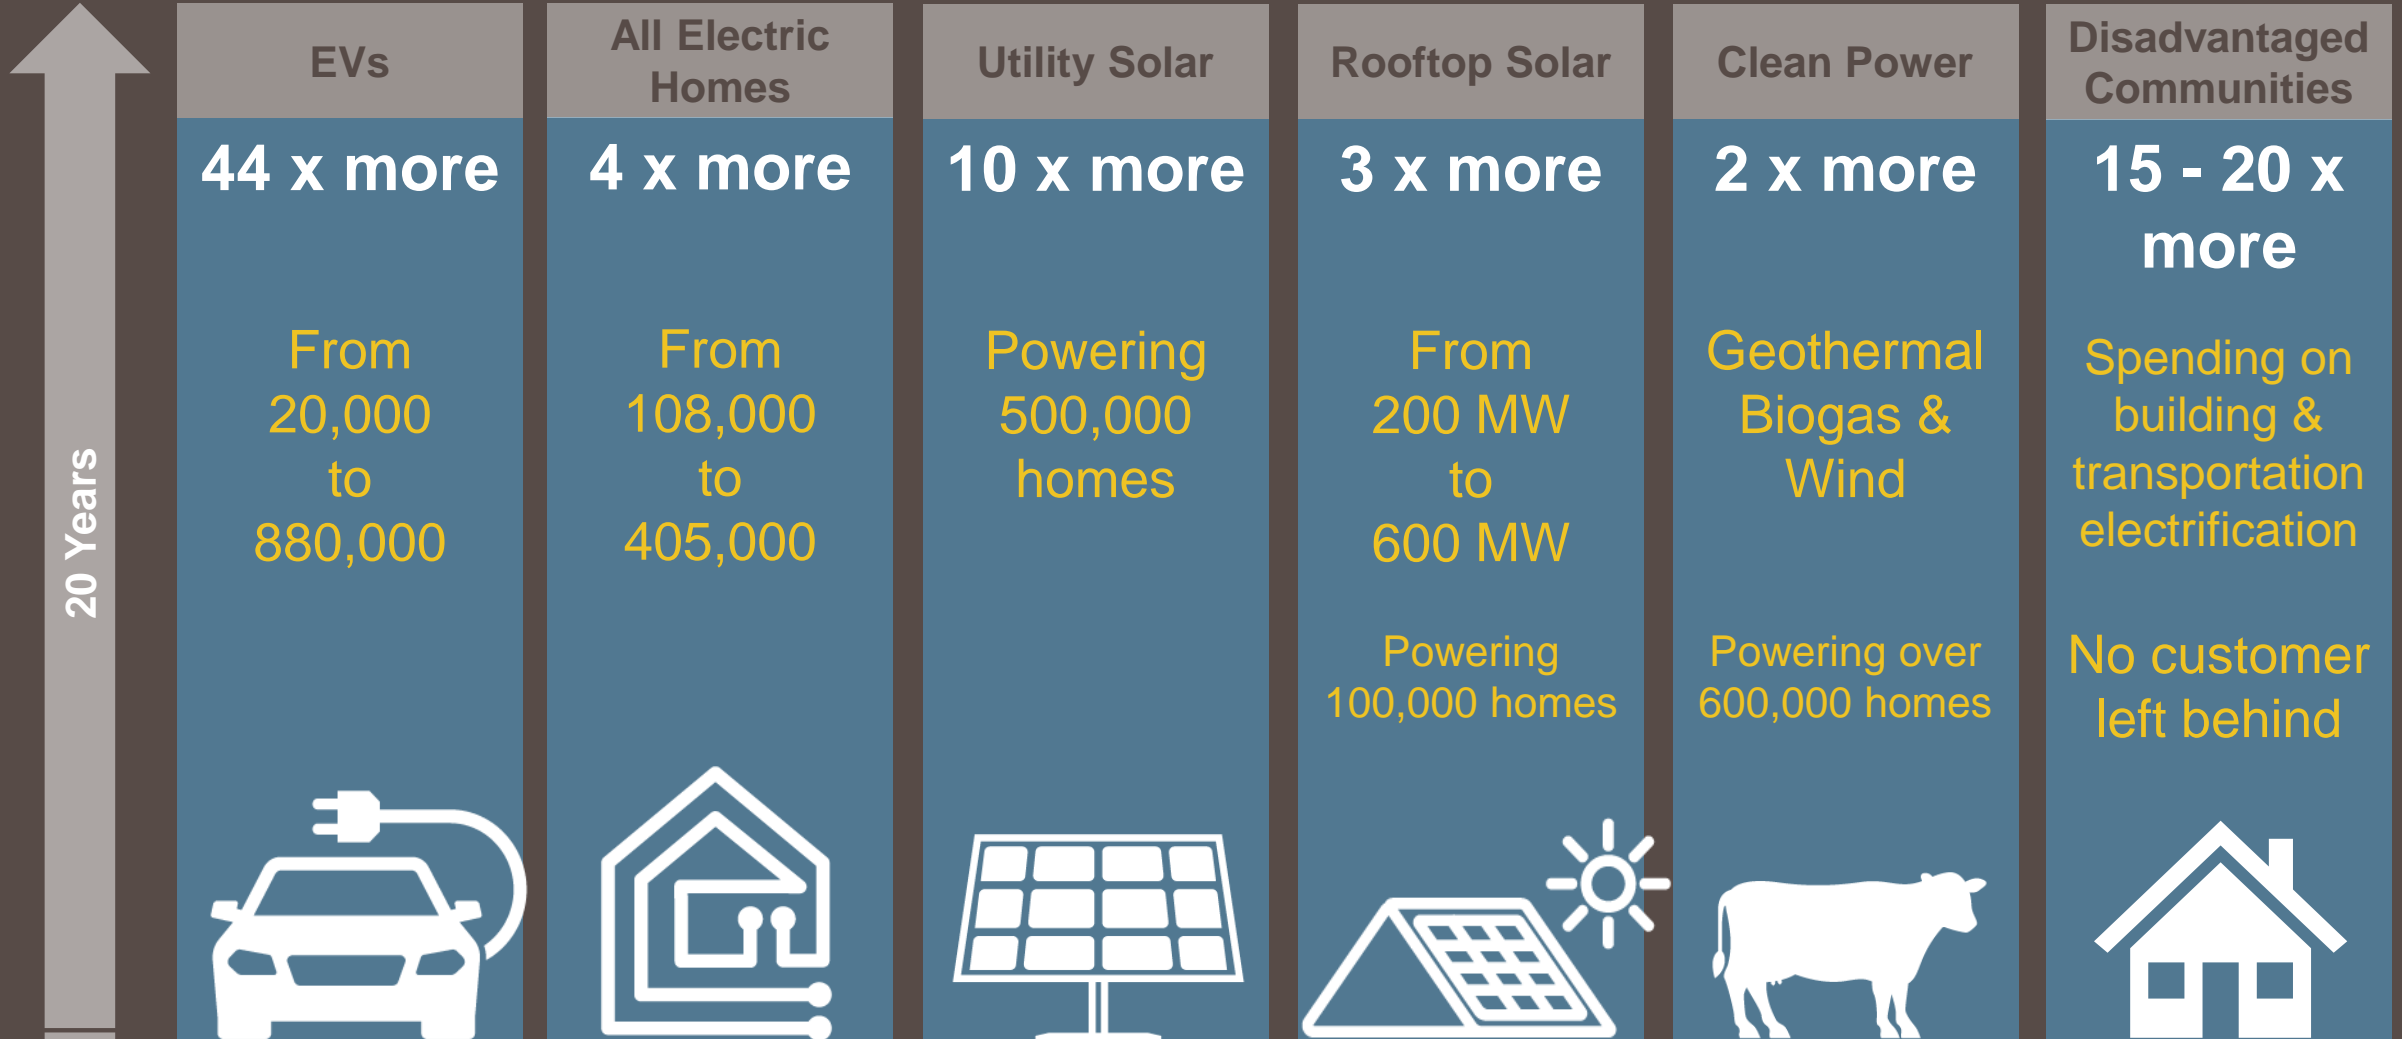 20 Years
EVs
44 x more
From
20,000
to
880,000
All Electric
Homes
4 x more
From
108,000
to
405,000
Utility Solar
10 x more
Powering
500,000
homes
Rooftop Solar
3 x more
From
200 MW
to
600 MW
Powering
100,000 homes
Clean Power
2 x more
Geothermal
Biogas &
Wind
Powering over
600,000 homes
Disadvantaged
Communities
15 - 20 x
more
Spending on
building &
transportation
electrification
No customer
left behind